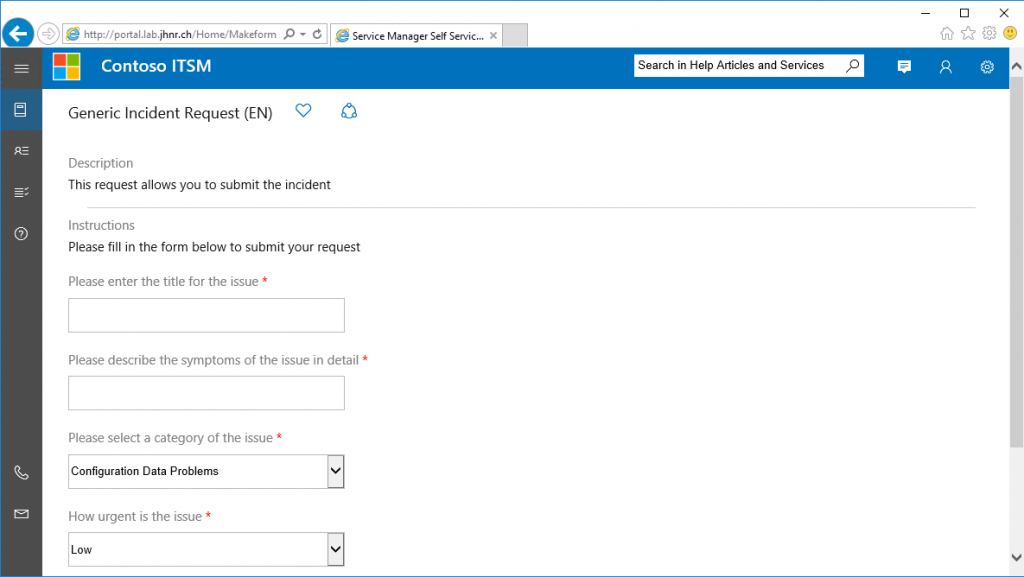 http://portal.lab.jhnr.ch/Home/Makeform
Service Manager Self Servic...
Contoso ITSM
Search in Help Articles and Services
Generic Incident Request (EN)
Description
This request allows you to submit the incident
Instructions
Please fill in the form below to submit your request
Please enter the title for the issue *
Please describe the symptoms of the issue in detail *
Please select a category of the issue *
Configuration Data Problems
How urgent is the issue *
Low